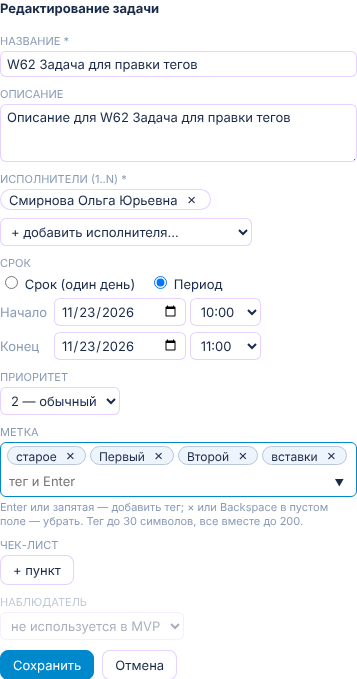 Редактирование задачи
НАЗВАНИЕ *
W62 Задача для правки тегов
ОПИСАНИЕ
Описание для W62 Задача для правки тегов
ИСПОЛНИТЕЛИ (1..N) *
Смирнова Ольга Юрьевна ×
+ добавить исполнителя...
СРОК
Срок (один день) Период
Начало 11/23/2026 10:00
Конец 11/23/2026 11:00
ПРИОРИТЕТ
2 — обычный
МЕТКА
старое × Первый × Второй × вставки ×
тег и Enter
Enter или запятая — добавить тег; × или Backspace в пустом
поле — убрать. Тег до 30 символов, все вместе до 200.
ЧЕК-ЛИСТ
+ пункт
НАБЛЮДАТЕЛЬ
не используется в MVP
Сохранить Отмена